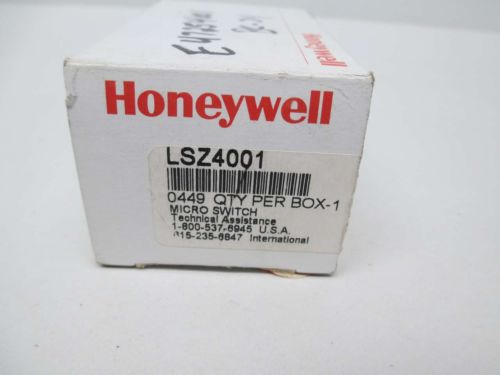 Honeywell
Honeywell
LSZ4001
0449 QTY PER BOX-1
MICRO SWITCH
Technical Assistance
1-800-537-6945 U.S.A.
815-235-6847 International